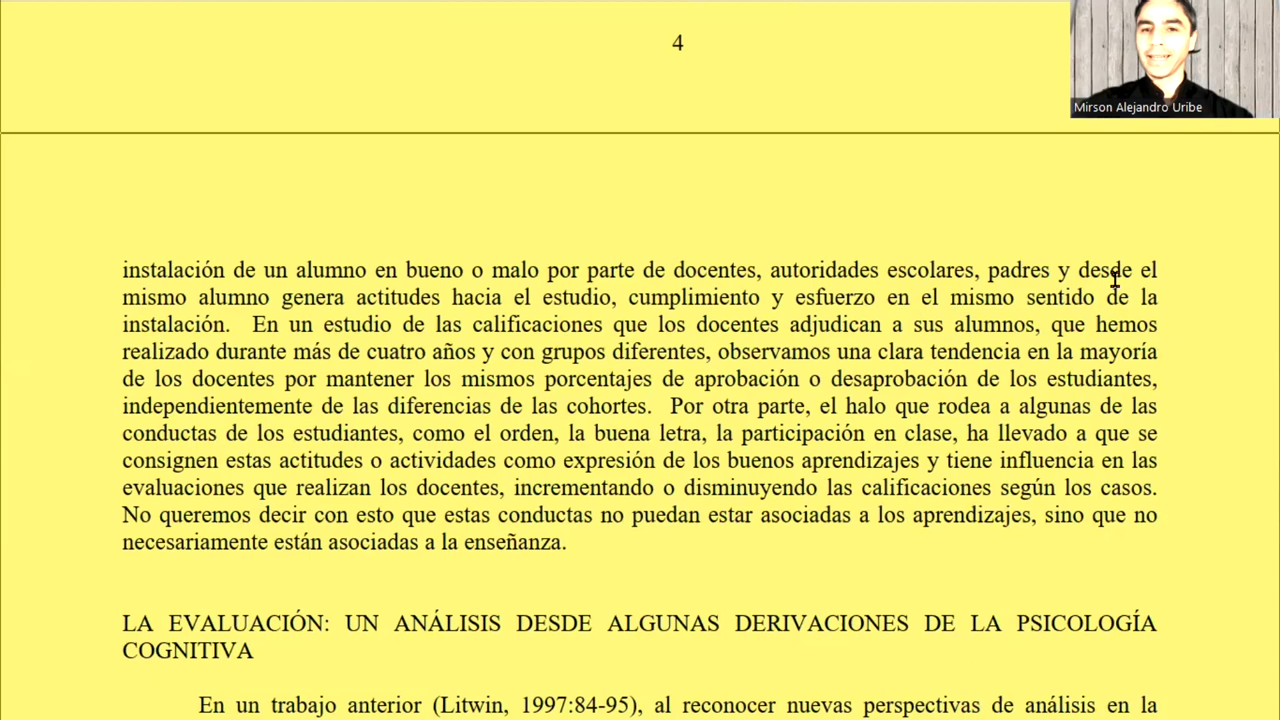 4
Mirson Alejandro Uribe
instalación de un alumno en bueno o malo por parte de docentes, autoridades escolares, padres y desde el
mismo alumno genera actitudes hacia el estudio, cumplimiento y esfuerzo en el mismo sentido de la
instalación. En un estudio de las calificaciones que los docentes adjudican a sus alumnos, que hemos
realizado durante más de cuatro años y con grupos diferentes, observamos una clara tendencia en la mayoría
de los docentes por mantener los mismos porcentajes de aprobación o desaprobación de los estudiantes,
independientemente de las diferencias de las cohortes. Por otra parte, el halo que rodea a algunas de las
conductas de los estudiantes, como el orden, la buena letra, la participación en clase, ha llevado a que se
consignen estas actitudes o actividades como expresión de los buenos aprendizajes y tiene influencia en las
evaluaciones que realizan los docentes, incrementando o disminuyendo las calificaciones según los casos.
No queremos decir con esto que estas conductas no puedan estar asociadas a los aprendizajes, sino que no
necesariamente están asociadas a la enseñanza.
LA EVALUACIÓN: UN ANÁLISIS DESDE ALGUNAS DERIVACIONES DE LA PSICOLOGÍA
COGNITIVA
En un trabajo anterior (Litwin, 1997:84-95), al reconocer nuevas perspectivas de análisis en la